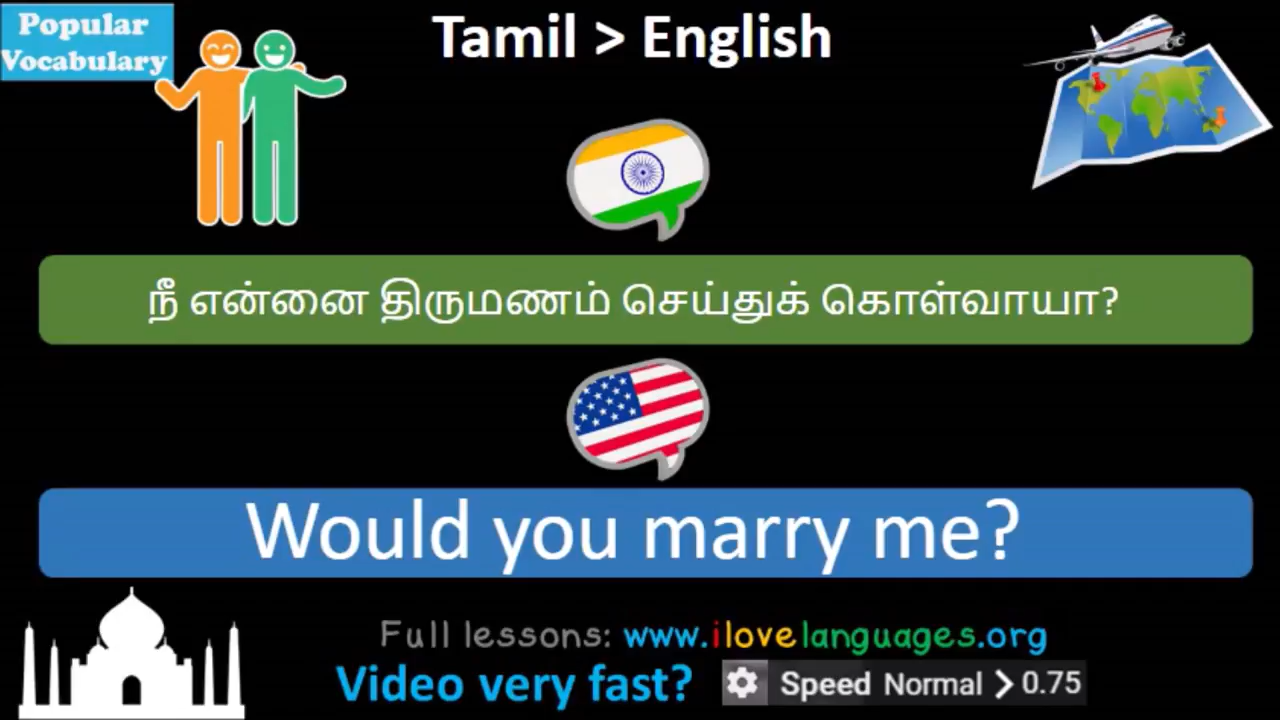 Popular
Vocabulary
Tamil > English
நீ என்னை திருமணம் செய்துக் கொள்வாயா?
Would you marry me?
Full lessons: www.ilovelanguages.org
Video very fast? Speed Normal > 0.75